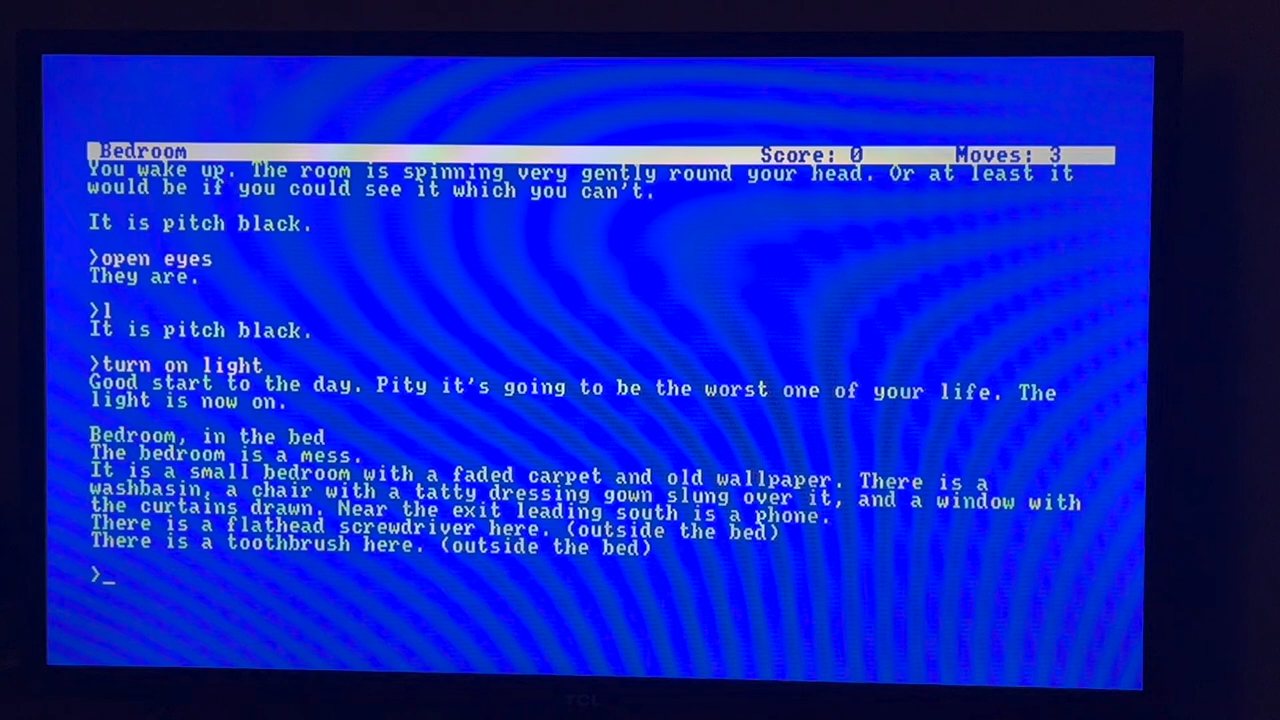 Bedroom Score: 0 Moves: 3
You wake up. The room is spinning very gently round your head. Or at least it
would be if you could see it which you can't.
It is pitch black.
>open eyes
They are.
>l
It is pitch black.
>turn on light
Good start to the day. Pity it's going to be the worst one of your life. The
light is now on.
Bedroom, in the bed
The bedroom is a mess.
It is a small bedroom with a faded carpet and old wallpaper. There is a
washbasin, a chair with a tatty dressing gown slung over it, and a window with
the curtains drawn. Near the exit leading south is a phone.
There is a flathead screwdriver here. (outside the bed)
There is a toothbrush here. (outside the bed)
>_
TCL